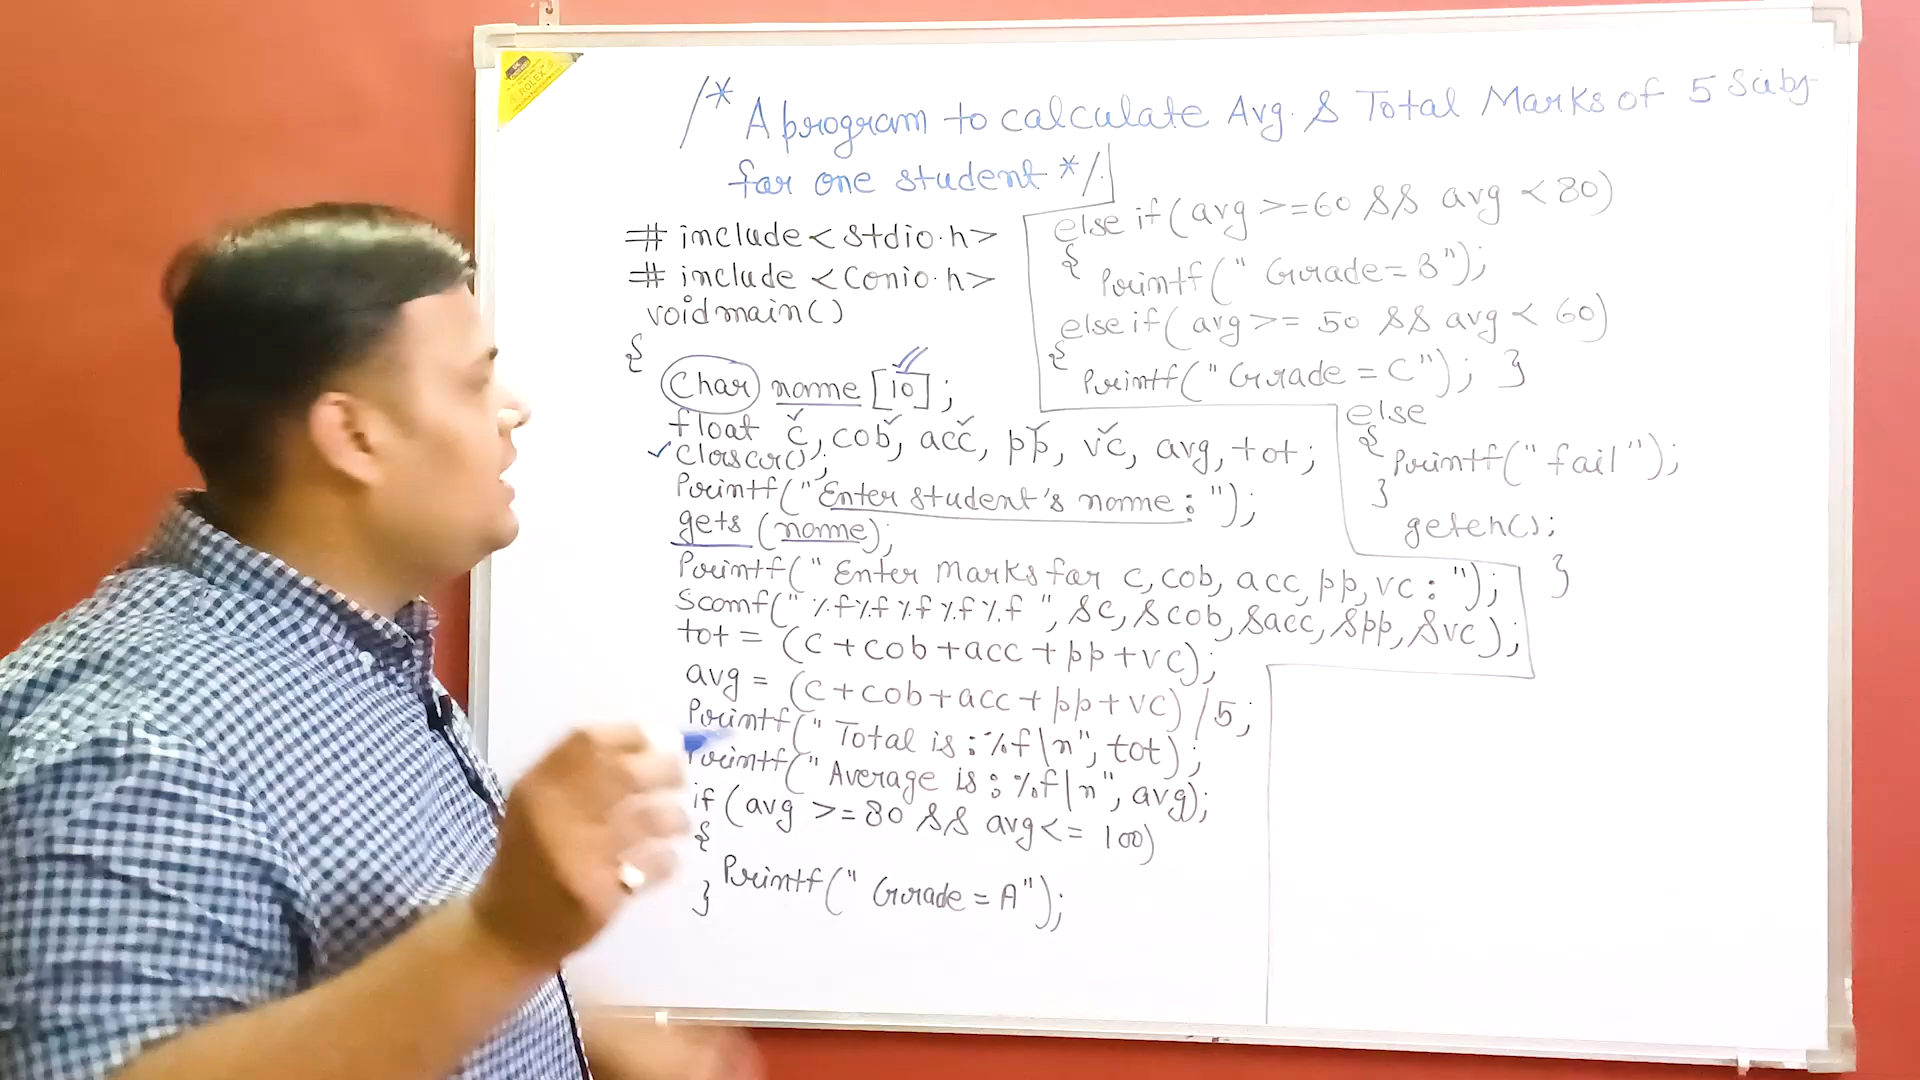 ROLEX
/* A program to calculate Avg. & Total Marks of 5 Subj
for one student */
# include <stdio.h>
# include <conio.h>
void main()
{
Char name [10];
float c, cob, acc, pp, vc, avg, tot;
clrscr();
Printf("Enter student's name: ");
gets (name);
Printf(" Enter Marks for c, cob, acc, pp, vc : ");
Scanf(" %f%f %f %f %f ", &c, &cob, &acc, &pp, &vc);
tot = (c+cob+acc+pp+vc);
avg = (c+cob+acc+pp+vc) /5;
Printf(" Total is : %f\n", tot);
Printf(" Average is : %f\n", avg);
if (avg >=80 && avg<= 100)
{
Printf(" Grade = A");
}
else if (avg >=60 && avg <80)
{
Printf(" Grade= B");
else if (avg >= 50 && avg < 60)
{
Printf("Grade = C"); }
else
{
Printf("fail");
}
getch();
}